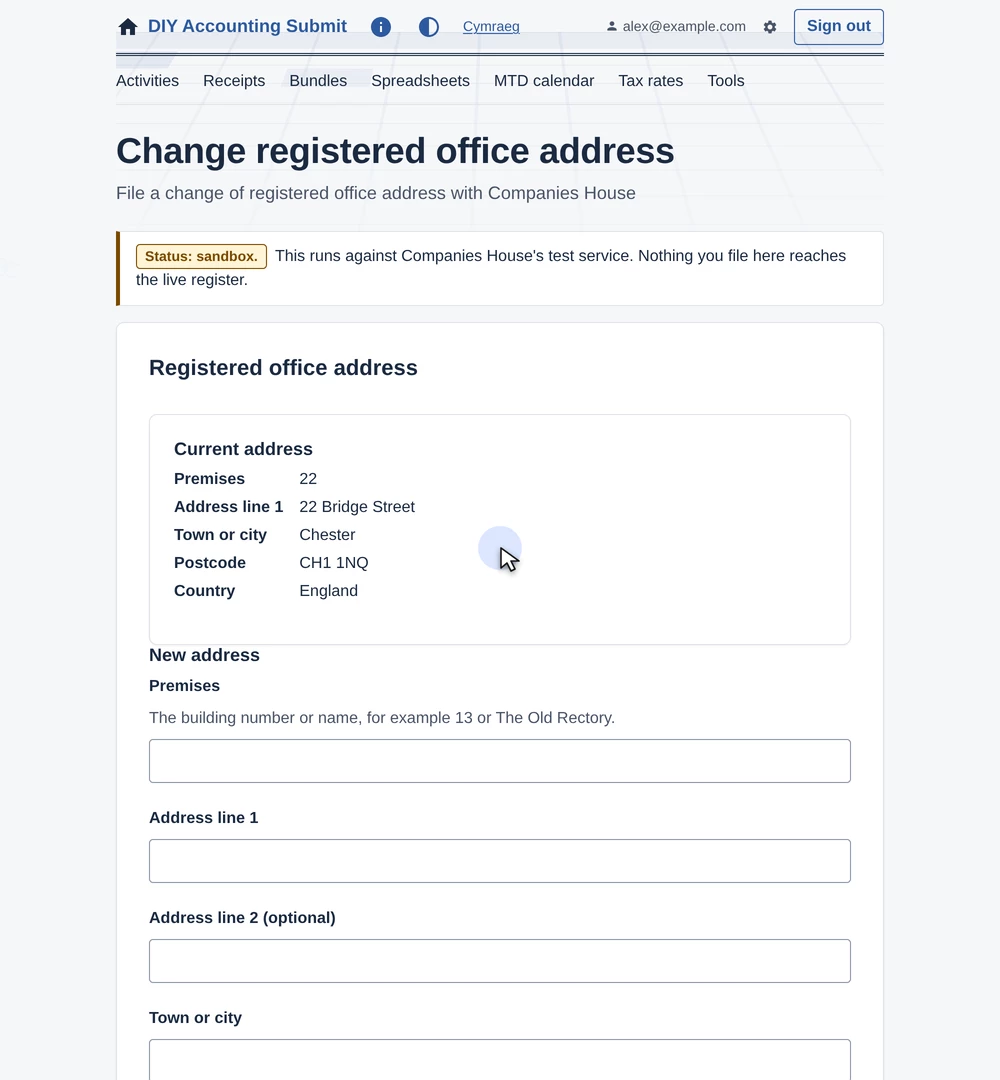 DIY Accounting Submit Cymraeg alex@example.com Sign out
Activities Receipts Bundles Spreadsheets MTD calendar Tax rates Tools
Change registered office address
File a change of registered office address with Companies House
Status: sandbox. This runs against Companies House's test service. Nothing you file here reaches
the live register.
Registered office address
Current address
Premises 22
Address line 1 22 Bridge Street
Town or city Chester
Postcode CH1 1NQ
Country England
New address
Premises
The building number or name, for example 13 or The Old Rectory.
Address line 1
Address line 2 (optional)
Town or city